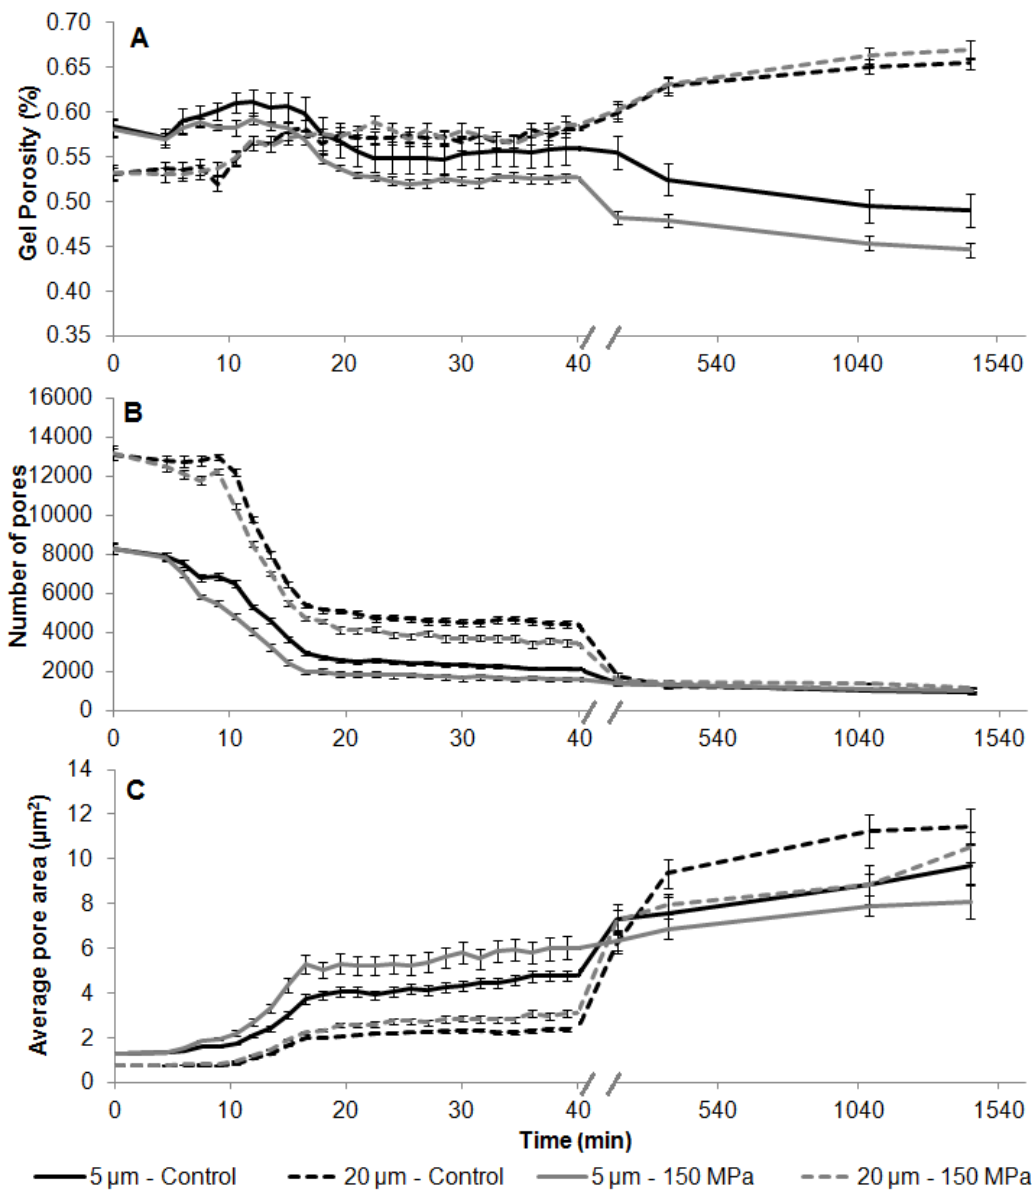 A
Gel Porosity (%)
0.70
0.65
0.60
0.55
0.50
0.45
0.40
0.35
0 10 20 30 40 540 1040 1540
B
Number of pores
16000
14000
12000
10000
8000
6000
4000
2000
0
0 10 20 30 40 540 1040 1540
C
Average pore area (µm²)
14
12
10
8
6
4
2
0
0 10 20 30 40 540 1040 1540
Time (min)
5 µm - Control 20 µm - Control 5 µm - 150 MPa 20 µm - 150 MPa